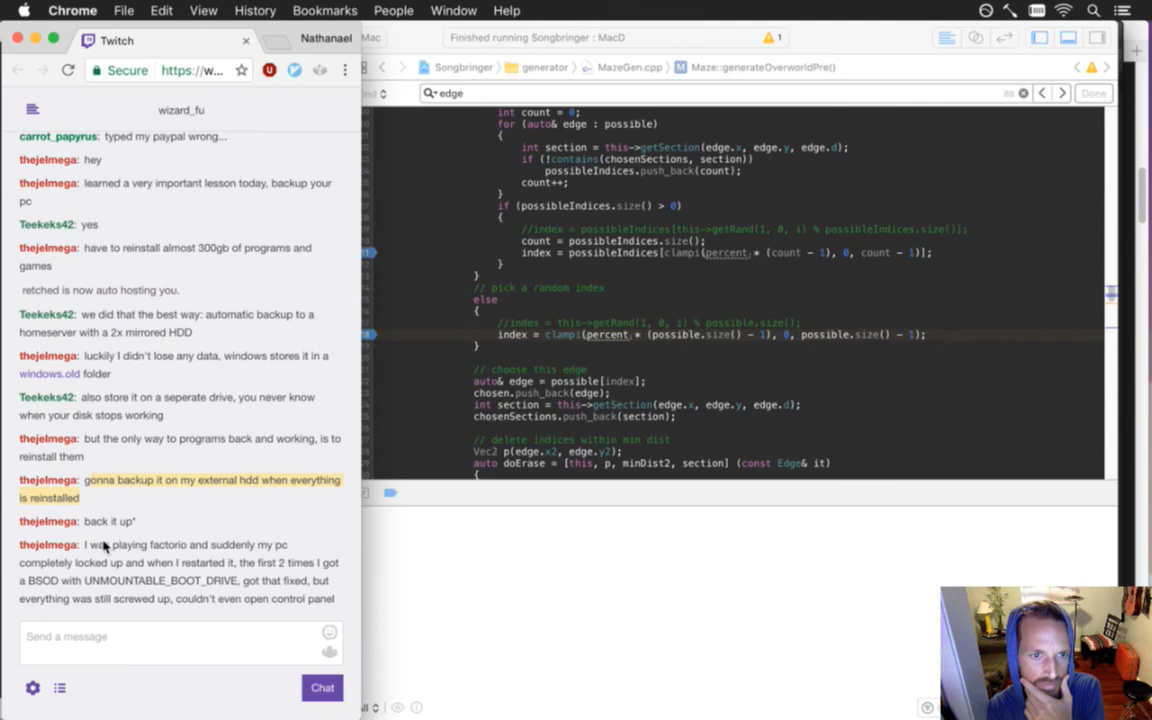 Chrome File Edit View History Bookmarks People Window Help
Twitch
Nathanael
Secure https://w...
wizard_fu
carrot_papyrus: typed my paypal wrong...
thejelmega: hey
thejelmega: learned a very important lesson today, backup your
pc
Teekeks42: yes
thejelmega: have to reinstall almost 300gb of programs and
games
retched is now auto hosting you.
Teekeks42: we did that the best way: automatic backup to a
homeserver with a 2x mirrored HDD
thejelmega: luckily I didn't lose any data, windows stores it in a
windows.old folder
Teekeks42: also store it on a seperate drive, you never know
when your disk stops working
thejelmega: but the only way to programs back and working, is to
reinstall them
thejelmega: gonna backup it on my external hdd when everything
is reinstalled
thejelmega: back it up*
thejelmega: I was playing factorio and suddenly my pc
completely locked up and when I restarted it, the first 2 times I got
a BSOD with UNMOUNTABLE_BOOT_DRIVE, got that fixed, but
everything was still screwed up, couldn't even open control panel
Send a message
Chat
Mac
Finished running Songbringer : MacD
1
Songbringer generator MazeGen.cpp Maze::generateOverworldPre()
edge
Done
int count = 0;
for (auto& edge : possible)
{
int section = this->getSection(edge.x, edge.y, edge.d);
if (!contains(chosenSections, section))
possibleIndices.push_back(count);
count++;
}
if (possibleIndices.size() > 0)
{
//index = possibleIndices[this->getRand(1, 0, i) % possibleIndices.size()];
count = possibleIndices.size();
index = possibleIndices[clampi(percent * (count - 1), 0, count - 1)];
}
}
// pick a random index
else
{
//index = this->getRand(1, 0, i) % possible.size();
index = clampi(percent * (possible.size() - 1), 0, possible.size() - 1);
}
// choose this edge
auto& edge = possible[index];
chosen.push_back(edge);
int section = this->getSection(edge.x, edge.y, edge.d);
chosenSections.push_back(section);
// delete indices within min dist
Vec2 p(edge.x2, edge.y2);
auto doErase = [this, p, minDist2, section] (const Edge& it)
{